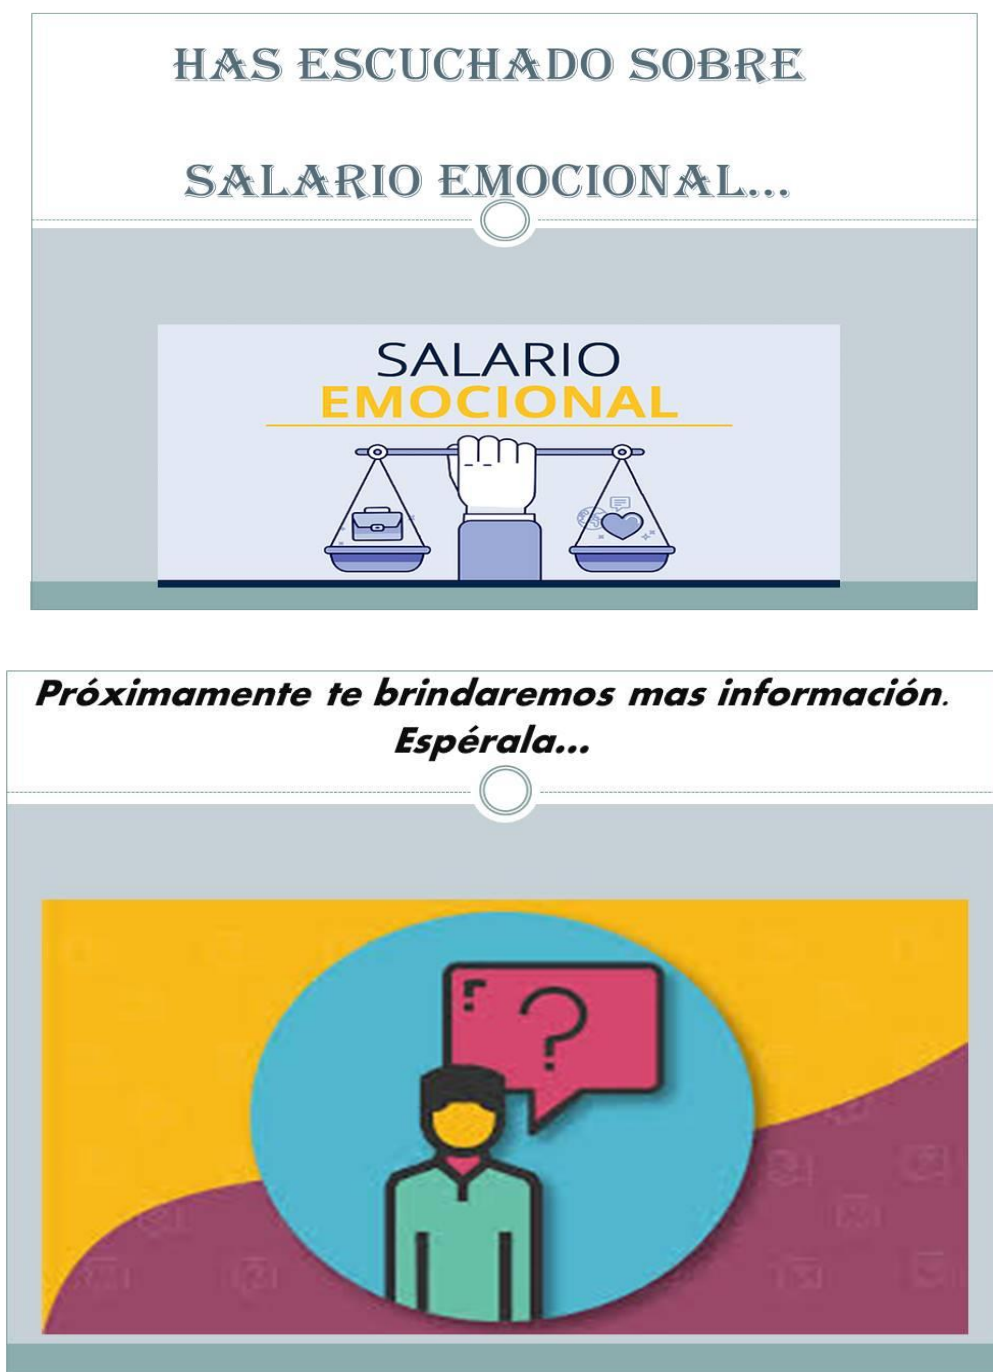 HAS ESCUCHADO SOBRE
SALARIO EMOCIONAL...
SALARIO
EMOCIONAL
Próximamente te brindaremos mas información.
Espérala...
?